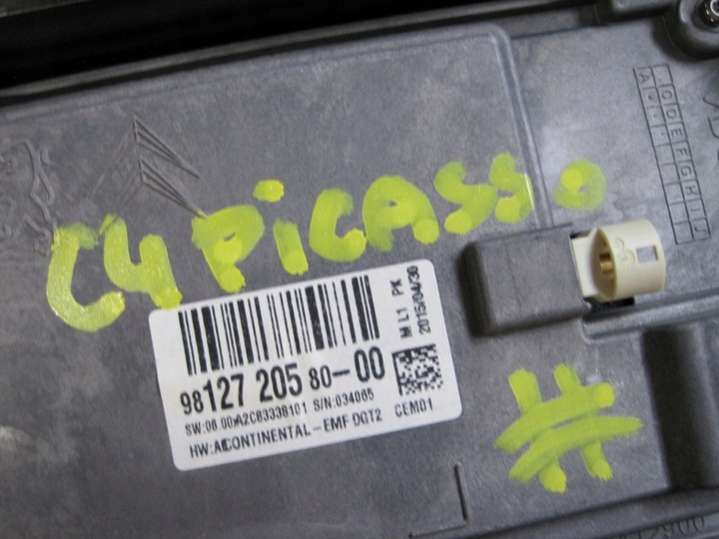 C4 PiCASSO
98127 205 80-00
SW:06.00 A2C83338101 S/N:034065
HW:A CONTINENTAL-EMF DGT2 CEM01
M L1 PK
2015/04/30
#